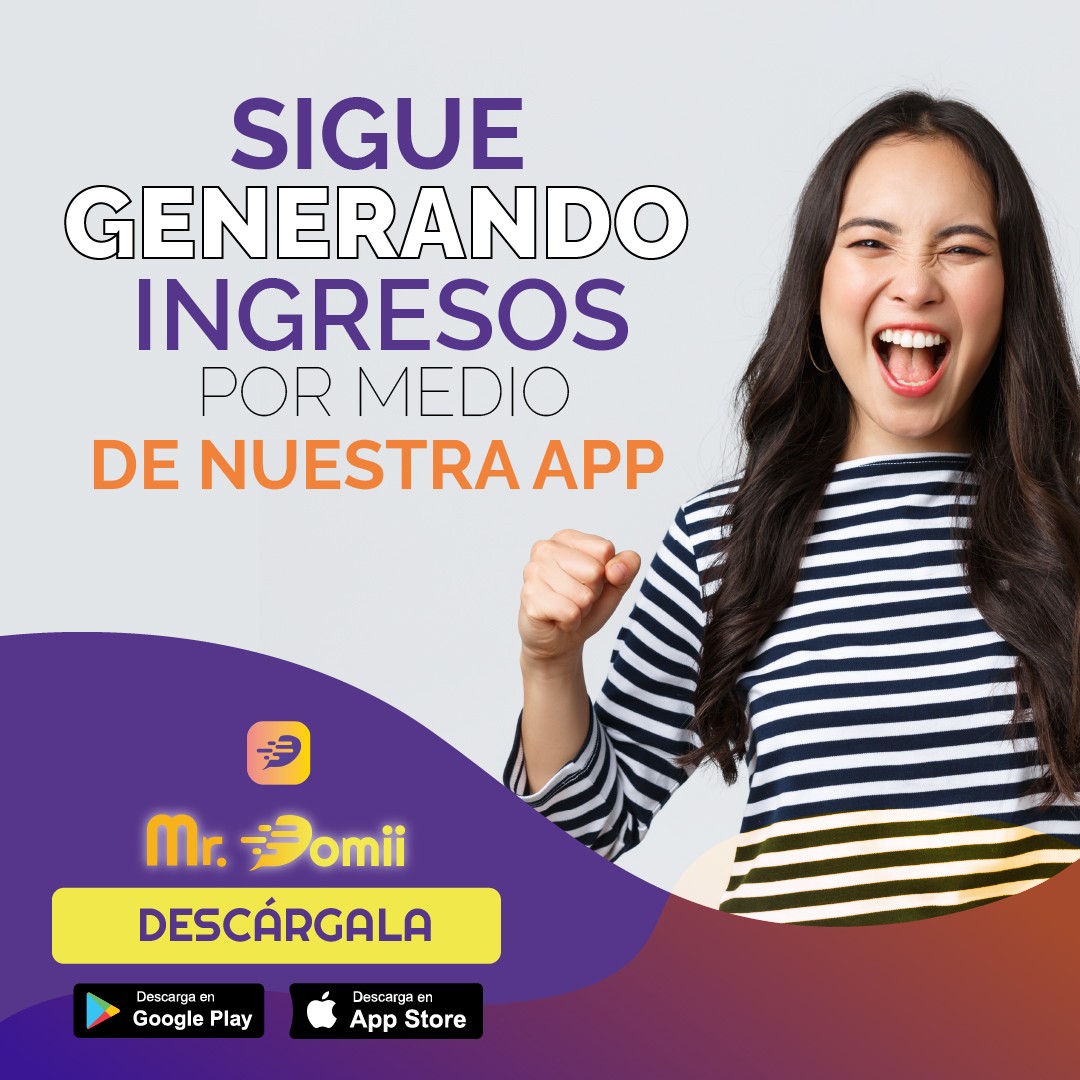 SIGUE
GENERANDO
INGRESOS
POR MEDIO
DE NUESTRA APP
Mr. Domii
DESCÁRGALA
Descarga en
Google Play
Descarga en
App Store